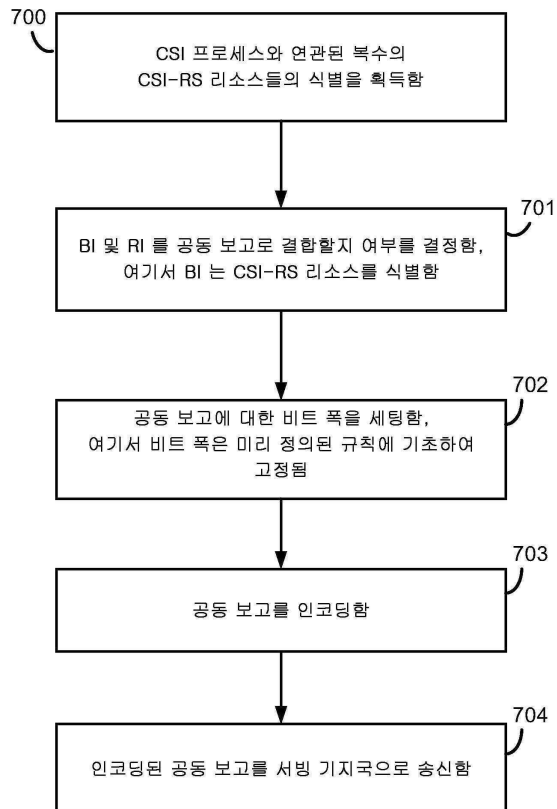 700
CSI 프로세스와 연관된 복수의
CSI-RS 리소스들의 식별을 획득함
701
BI 및 RI 를 공동 보고로 결합할지 여부를 결정함,
여기서 BI 는 CSI-RS 리소스를 식별함
702
공동 보고에 대한 비트 폭을 세팅함,
여기서 비트 폭은 미리 정의된 규칙에 기초하여
고정됨
703
공동 보고를 인코딩함
704
인코딩된 공동 보고를 서빙 기지국으로 송신함